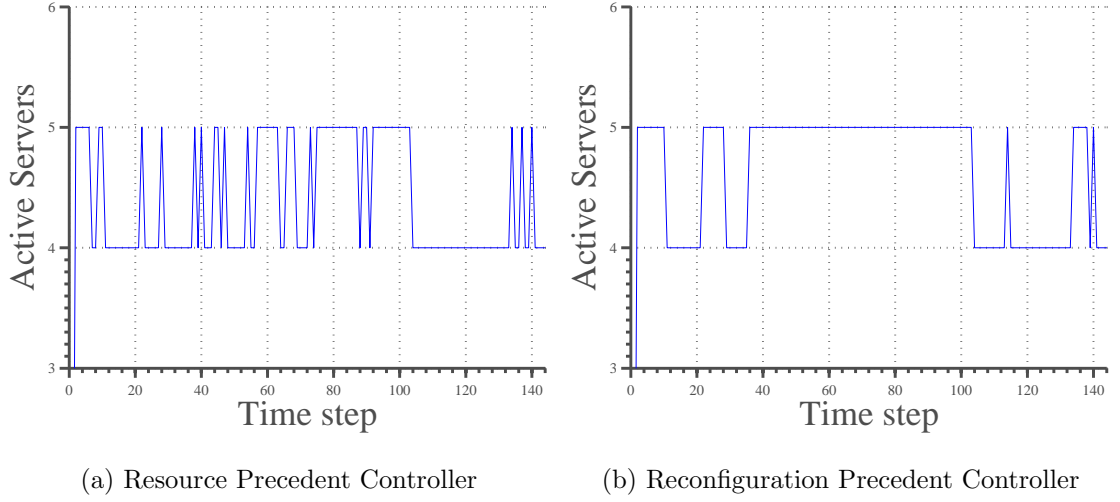 6
5
4
3
Active Servers
0 20 40 60 80 100 120 140
Time step
6
5
4
3
Active Servers
0 20 40 60 80 100 120 140
Time step
(a) Resource Precedent Controller
(b) Reconfiguration Precedent Controller